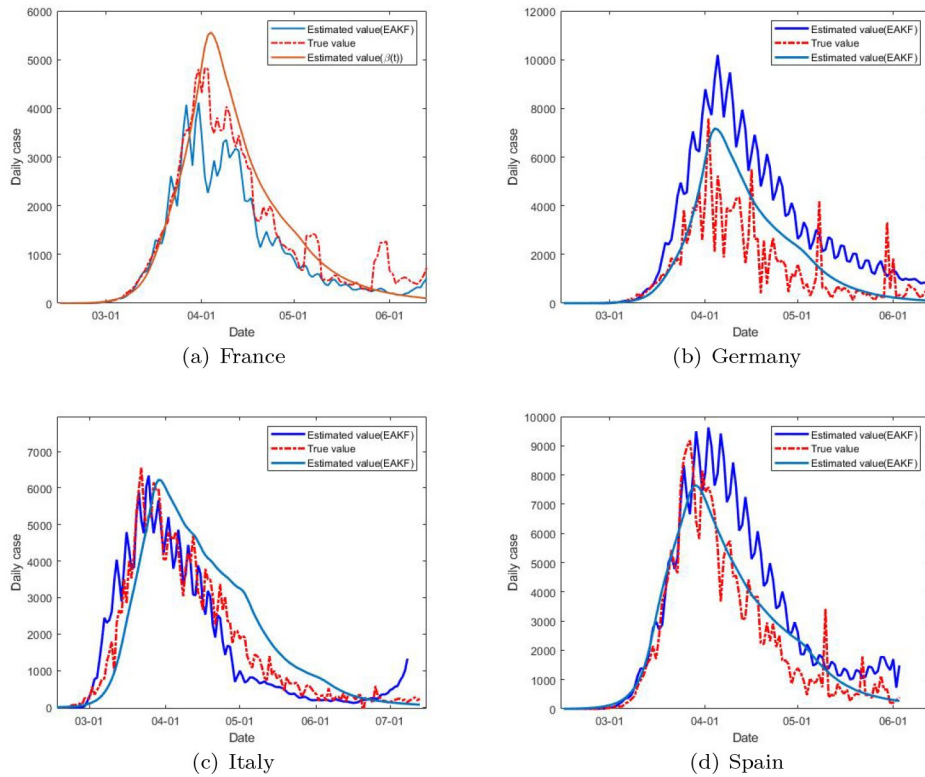 6000
5000
4000
3000
2000
1000
0
Daily case
03-01 04-01 05-01 06-01
Date
Estimated value(EAKF)
True value
Estimated value(β(t))
(a) France
12000
10000
8000
6000
4000
2000
0
Daily case
03-01 04-01 05-01 06-01
Date
Estimated value(EAKF)
True value
Estimated value(EAKF)
(b) Germany
7000
6000
5000
4000
3000
2000
1000
0
Daily case
03-01 04-01 05-01 06-01 07-01
Date
Estimated value(EAKF)
True value
Estimated value(EAKF)
(c) Italy
10000
9000
8000
7000
6000
5000
4000
3000
2000
1000
0
Daily case
03-01 04-01 05-01 06-01
Date
Estimated value(EAKF)
True value
Estimated value(EAKF)
(d) Spain